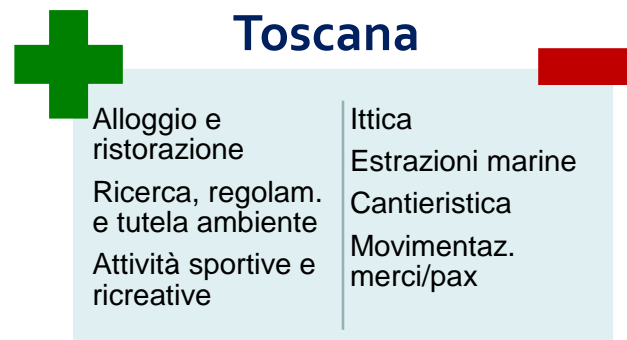 Toscana
Alloggio e
ristorazione
Ricerca, regolam.
e tutela ambiente
Attività sportive e
ricreative
Ittica
Estrazioni marine
Cantieristica
Movimentaz.
merci/pax